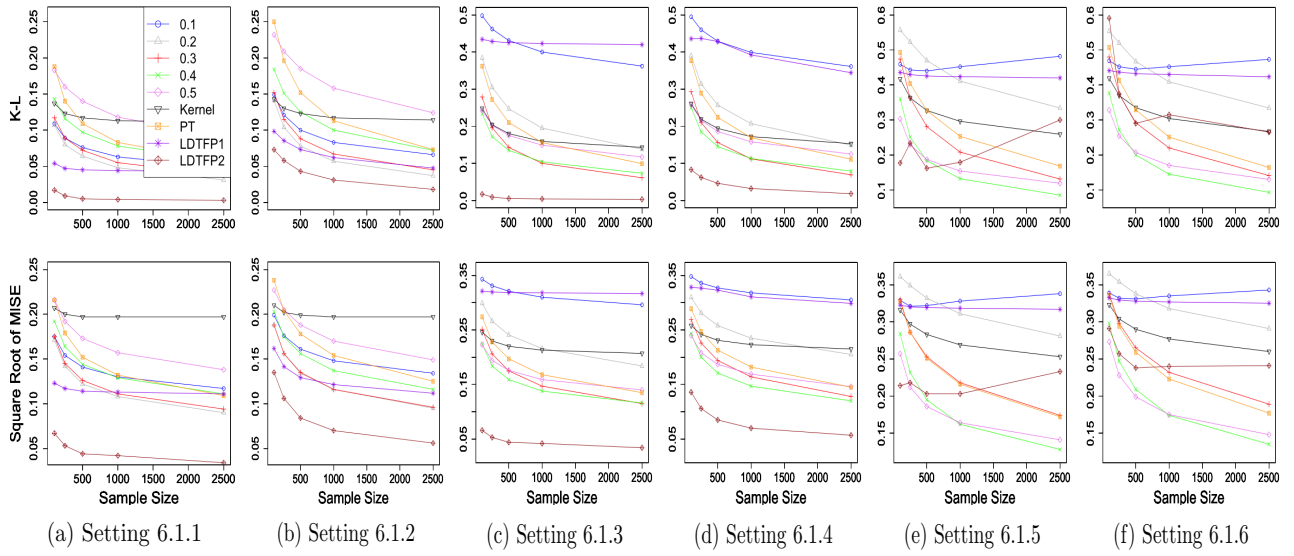 K-L
0.00 0.05 0.10 0.15 0.20 0.25
500 1000 1500 2000 2500
0.1
0.2
0.3
0.4
0.5
Kernel
PT
LDTFP1
LDTFP2
0.00 0.05 0.10 0.15 0.20 0.25
500 1000 1500 2000 2500
0.0 0.1 0.2 0.3 0.4 0.5
500 1000 1500 2000 2500
0.0 0.1 0.2 0.3 0.4 0.5
500 1000 1500 2000 2500
0.1 0.2 0.3 0.4 0.5 0.6
500 1000 1500 2000 2500
0.1 0.2 0.3 0.4 0.5 0.6
500 1000 1500 2000 2500
Square Root of MISE
0.05 0.10 0.15 0.20 0.25
500 1000 1500 2000 2500
Sample Size
0.05 0.10 0.15 0.20 0.25
500 1000 1500 2000 2500
Sample Size
0.05 0.15 0.25 0.35
500 1000 1500 2000 2500
Sample Size
0.05 0.15 0.25 0.35
500 1000 1500 2000 2500
Sample Size
0.15 0.20 0.25 0.30 0.35
500 1000 1500 2000 2500
Sample Size
0.15 0.20 0.25 0.30 0.35
500 1000 1500 2000 2500
Sample Size
(a) Setting 6.1.1
(b) Setting 6.1.2
(c) Setting 6.1.3
(d) Setting 6.1.4
(e) Setting 6.1.5
(f) Setting 6.1.6